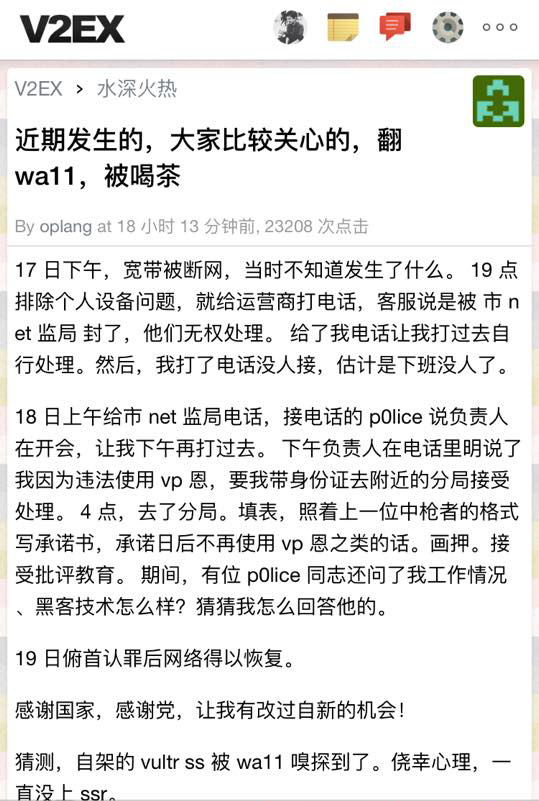 V2EX
V2EX › 水深火热
近期发生的，大家比较关心的，翻
wa11，被喝茶
By oplang at 18 小时 13 分钟前, 23208 次点击
17 日下午，宽带被断网，当时不知道发生了什么。 19 点
排除个人设备问题，就给运营商打电话，客服说是被 市 n
et 监局 封了，他们无权处理。 给了我电话让我打过去自
行处理。然后，我打了电话没人接，估计是下班没人了。
18 日上午给市 net 监局电话，接电话的 p0lice 说负责人
在开会，让我下午再打过去。 下午负责人在电话里明说了
我因为违法使用 vp 恩，要我带身份证去附近的分局接受
处理。 4 点，去了分局。填表，照着上一位中枪者的格式
写承诺书，承诺日后不再使用 vp 恩之类的话。画押。接
受批评教育。 期间，有位 p0lice 同志还问了我工作情况
、黑客技术怎么样？猜猜我怎么回答他的。
19 日俯首认罪后网络得以恢复。
感谢国家，感谢党，让我有改过自新的机会！
猜测，自架的 vultr ss 被 wa11 嗅探到了。侥幸心理，一
直没上 ssr。